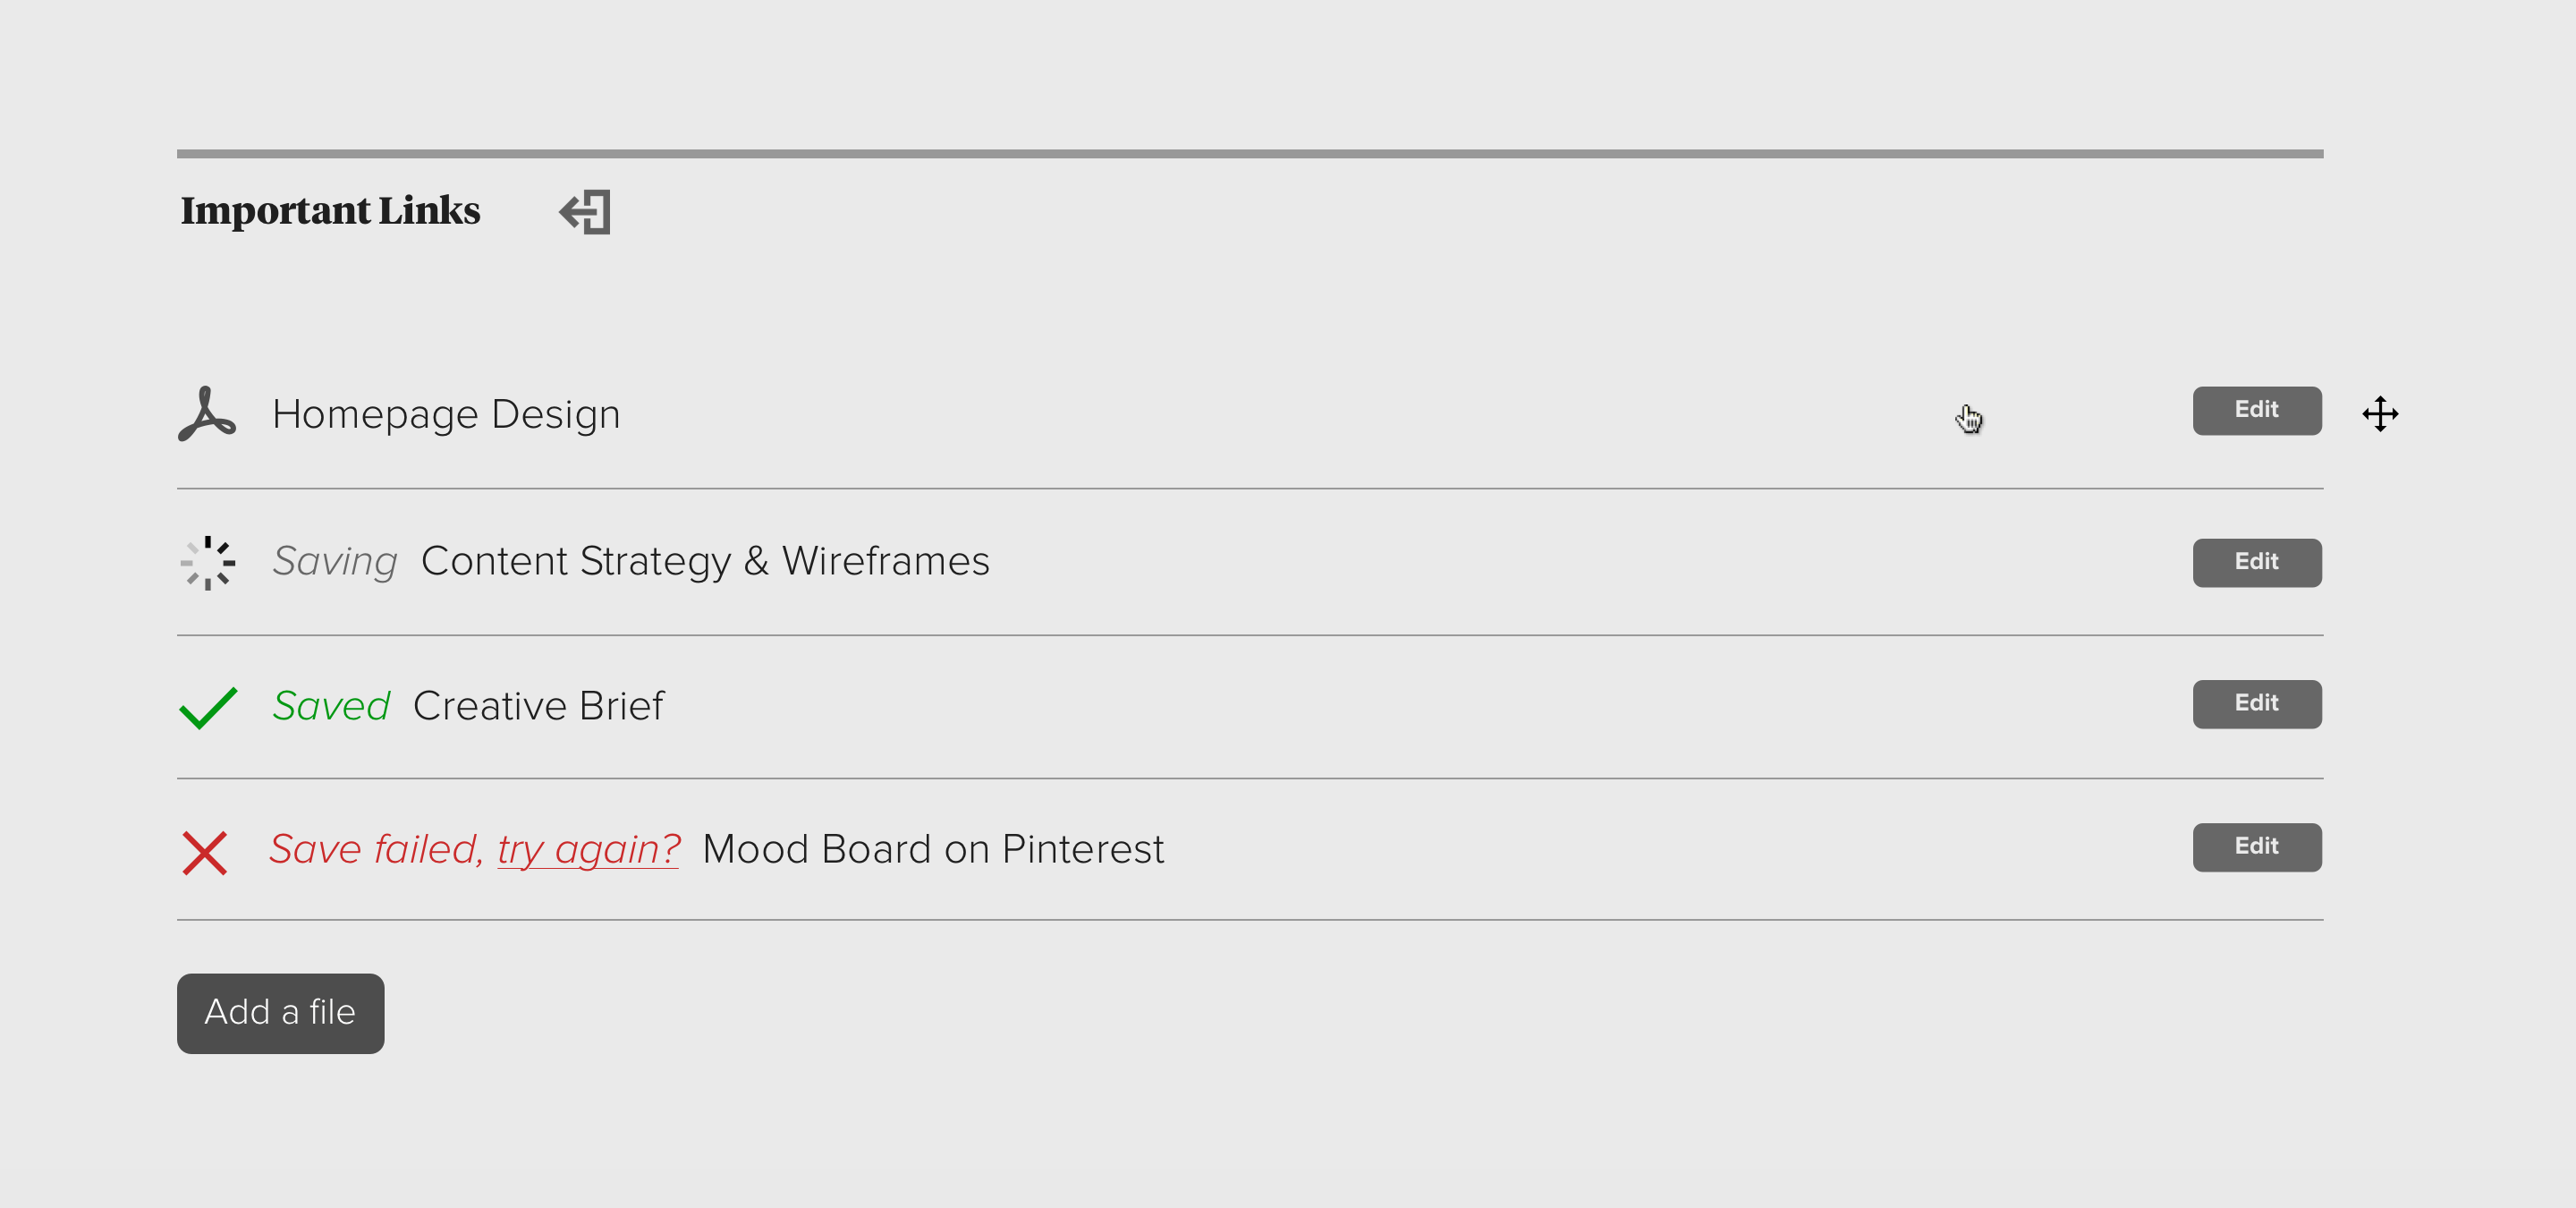 Important Links
Homepage Design
Edit
Saving Content Strategy & Wireframes
Edit
Saved Creative Brief
Edit
Save failed, try again? Mood Board on Pinterest
Edit
Add a file